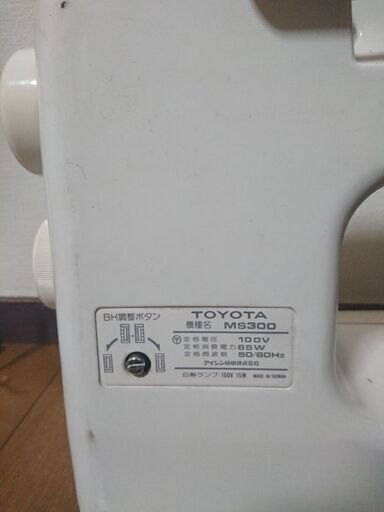 BH調整ボタン
TOYOTA
機種名 MS300
定格電圧 100V
定格消費電力 65W
定格周波数 50/60Hz
アイシン精機株式会社
白熱ランプ:100V 15W MADE IN TAIWAN